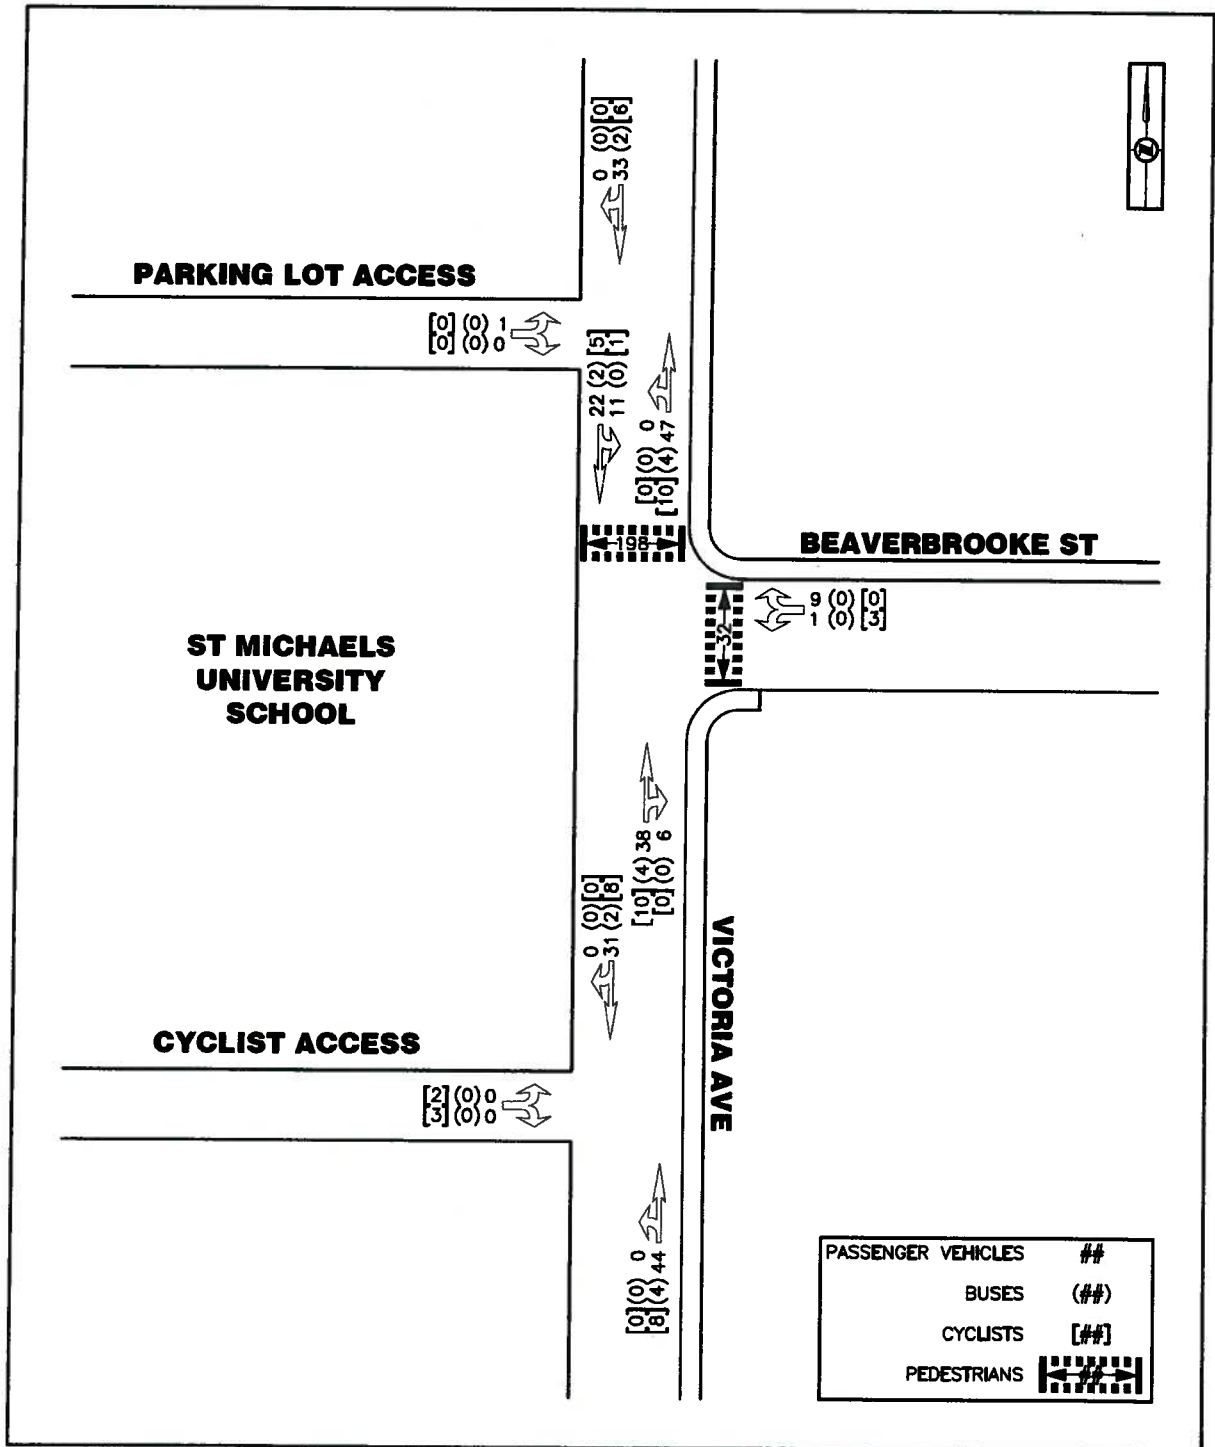 0 (0)[0]
33 (2)[6]
PARKING LOT ACCESS
[0] (0) 1
[0] (0) 0
22 (2)[5]
11 (0)[1]
[0](0) 0
[10](4)47
198
BEAVERBROOKE ST
9 (0)[0]
1 (0)[3]
32
ST MICHAELS
UNIVERSITY
SCHOOL
[10](4)38
[0](0) 6
0 (0)[0]
31 (2)[8]
VICTORIA AVE
CYCLIST ACCESS
[2](0)0
[3](0)0
[0](0) 0
[8](4)44
PASSENGER VEHICLES ##
BUSES (##)
CYCLISTS [##]
PEDESTRIANS ##
N